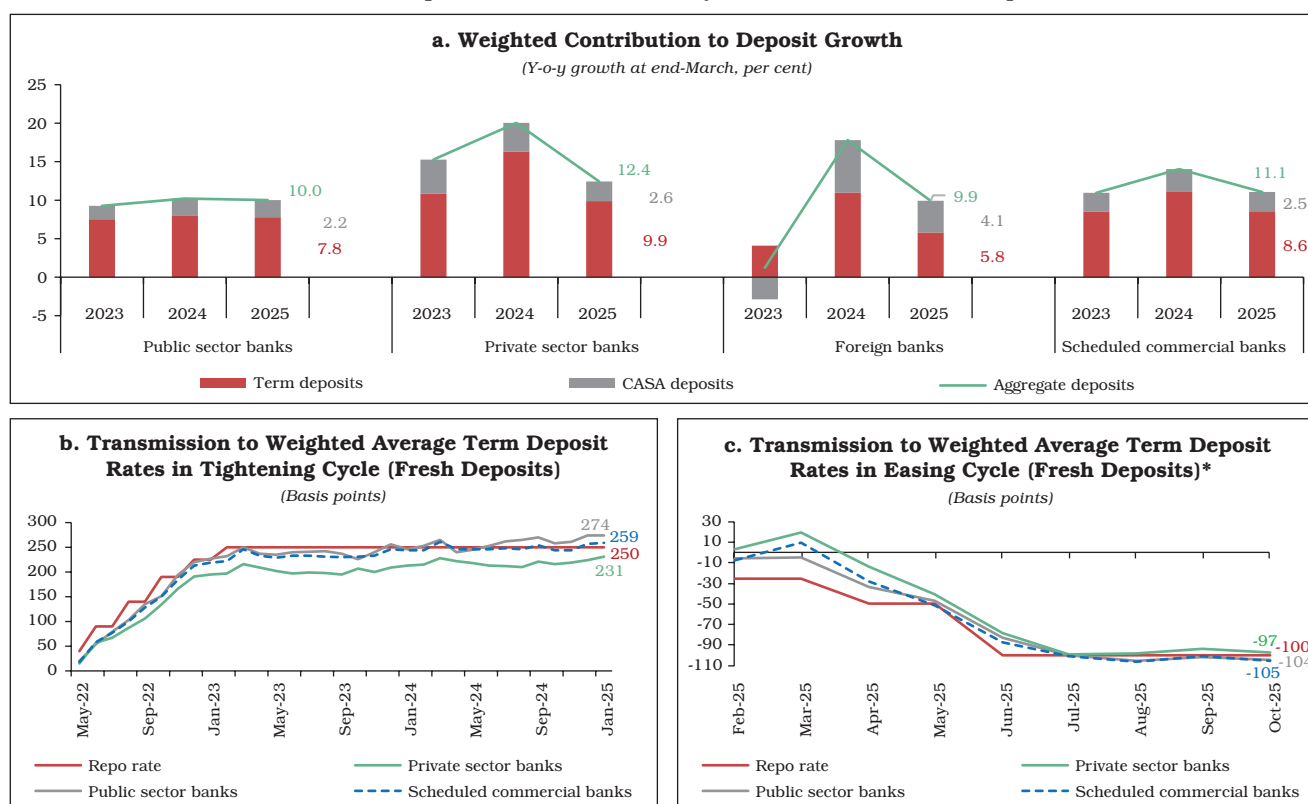 a. Weighted Contribution to Deposit Growth
(Y-o-y growth at end-March, per cent)
25
20
15
10
5
0
-5
10.0
2.2
7.8
12.4
2.6
9.9
9.9
4.1
5.8
11.1
2.5
8.6
2023 2024 2025 2023 2024 2025 2023 2024 2025 2023 2024 2025
Public sector banks Private sector banks Foreign banks Scheduled commercial banks
Term deposits CASA deposits Aggregate deposits
b. Transmission to Weighted Average Term Deposit
Rates in Tightening Cycle (Fresh Deposits)
(Basis points)
300
250
200
150
100
50
0
274
259
250
231
May-22 Sep-22 Jan-23 May-23 Sep-23 Jan-24 May-24 Sep-24 Jan-25
Repo rate Private sector banks
Public sector banks Scheduled commercial banks
c. Transmission to Weighted Average Term Deposit
Rates in Easing Cycle (Fresh Deposits)*
(Basis points)
30
10
-10
-30
-50
-70
-90
-110
-97
-100
-104
-105
Feb-25 Mar-25 Apr-25 May-25 Jun-25 Jul-25 Aug-25 Sep-25 Oct-25
Repo rate Private sector banks
Public sector banks Scheduled commercial banks